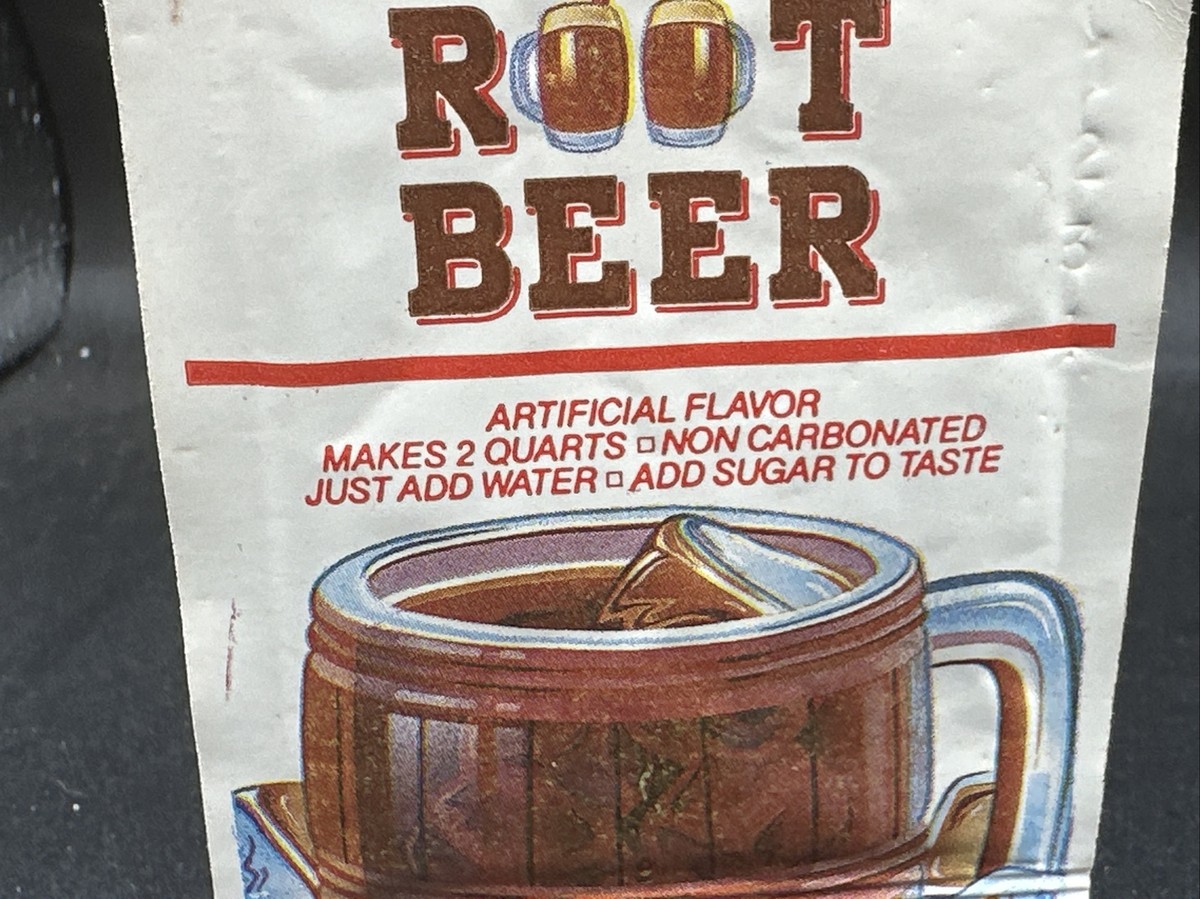 ROOT
BEER
ARTIFICIAL FLAVOR
MAKES 2 QUARTS ▫ NON CARBONATED
JUST ADD WATER ▫ ADD SUGAR TO TASTE